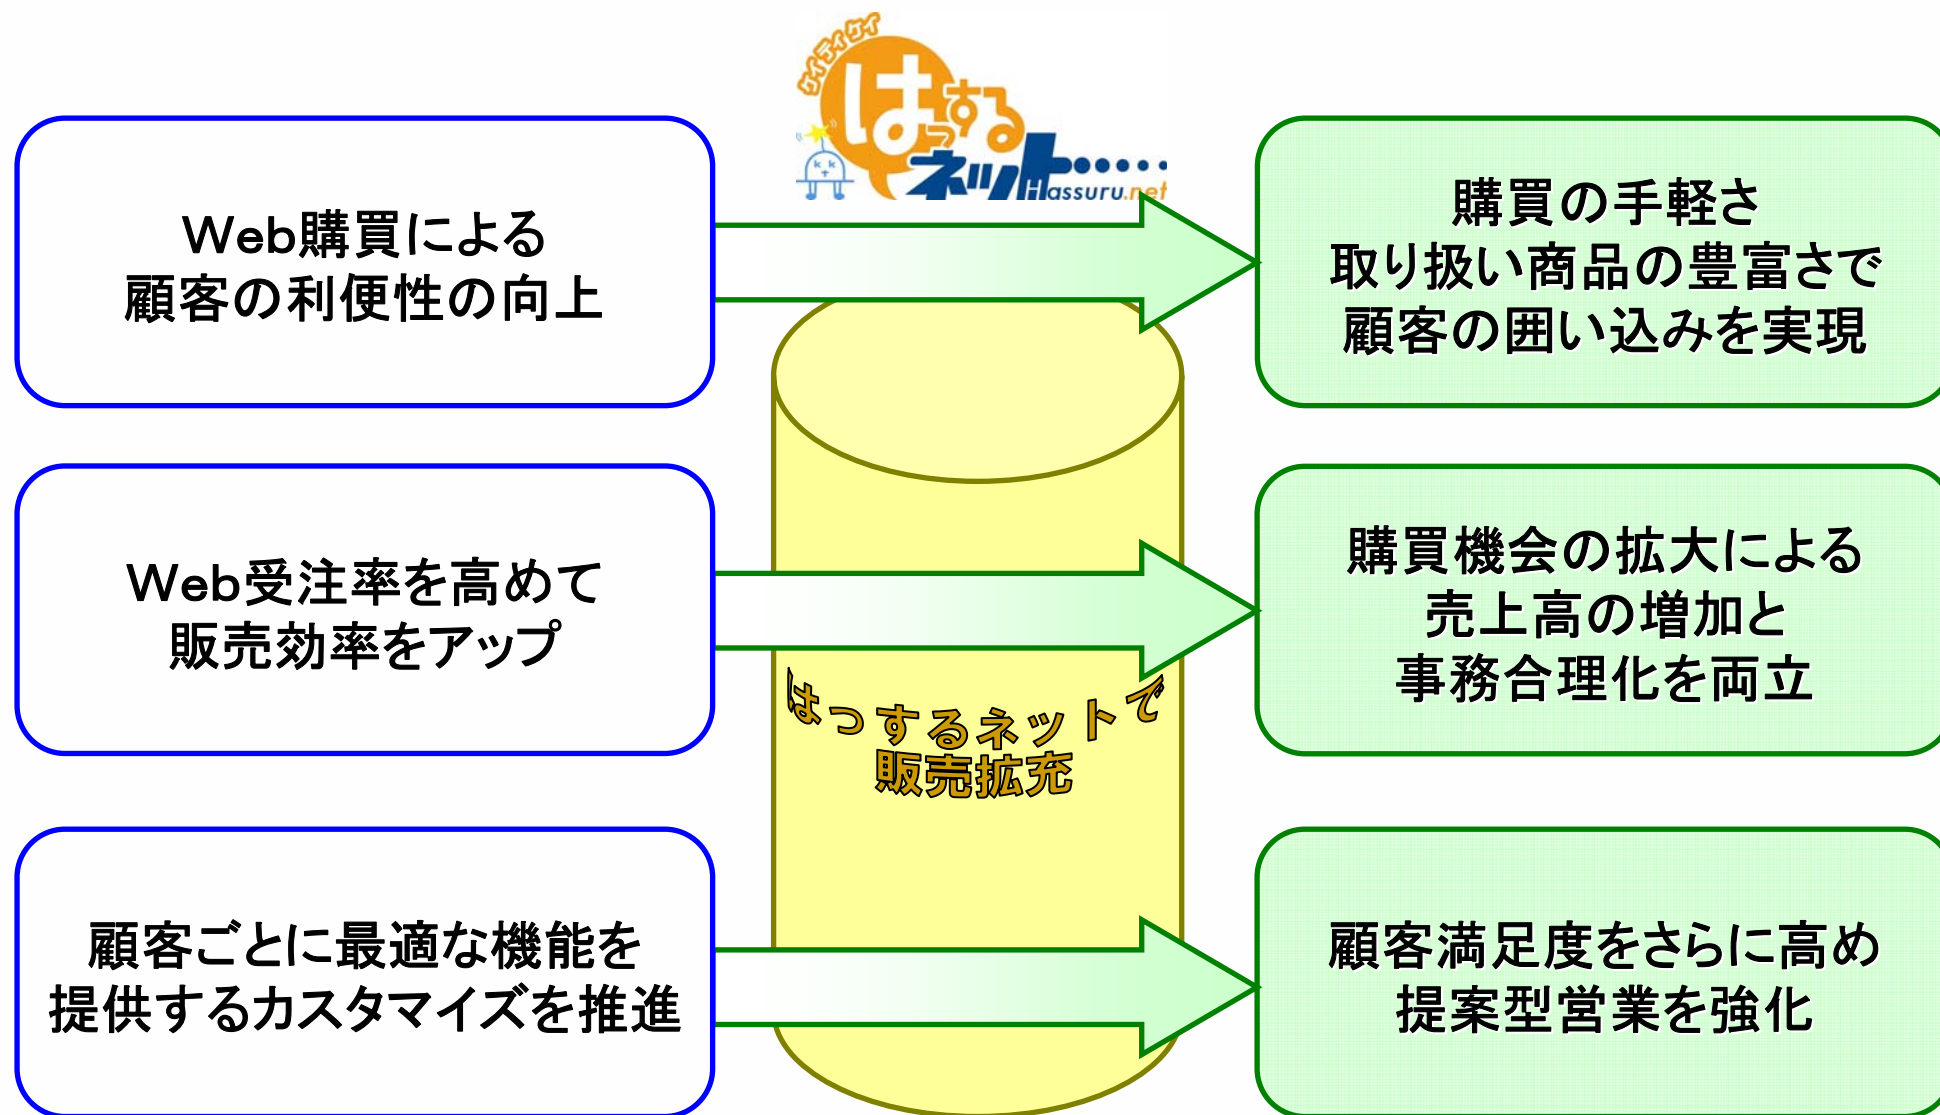 ケイティケイ
はっする
ネット
Hassuru.net
Web購買による
顧客の利便性の向上
購買の手軽さ
取り扱い商品の豊富さで
顧客の囲い込みを実現
Web受注率を高めて
販売効率をアップ
購買機会の拡大による
売上高の増加と
事務合理化を両立
はっするネットで
販売拡充
顧客ごとに最適な機能を
提供するカスタマイズを推進
顧客満足度をさらに高め
提案型営業を強化